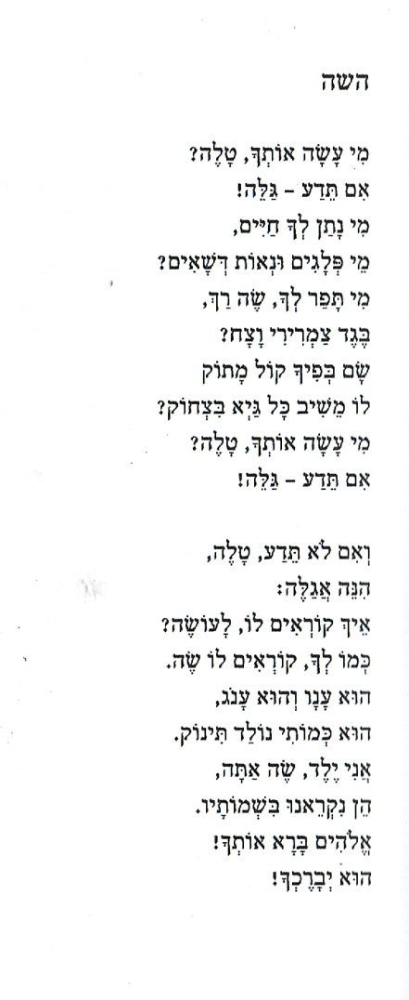 השה
מִי עָשָׂה אוֹתְךָ, טָלֶה?
אִם תֵּדַע – גַּלֵּה!
מִי נָתַן לְךָ חַיִּים,
מֵי פְּלָגִים וּנְאוֹת דְּשָׁאִים?
מִי תָּפַר לְךָ, שֶׂה רַךְ,
בֶּגֶד צַמְרִירִי וָצַח?
שָׂם בְּפִיךָ קוֹל מָתוֹק
לוֹ מֵשִׁיב כָּל גַּיְא בִּצְחוֹק?
מִי עָשָׂה אוֹתְךָ, טָלֶה?
אִם תֵּדַע – גַּלֵּה!
וְאִם לֹא תֵּדַע, טָלֶה,
הִנֵּה אֲגַלֶּה:
אֵיךְ קוֹרְאִים לוֹ, לָעוֹשֶׂה?
כְּמוֹ לְךָ, קוֹרְאִים לוֹ שֶׂה.
הוּא עָנָו וְהוּא עָנֹג,
הוּא כְּמוֹתִי נוֹלַד תִּינוֹק.
אֲנִי יֶלֶד, שֶׂה אַתָּה,
הֵן נִקְרֵאנוּ בִּשְׁמוֹתָיו.
אֱלֹהִים בָּרָא אוֹתְךָ!
הוּא יְבָרֶכְךָ!